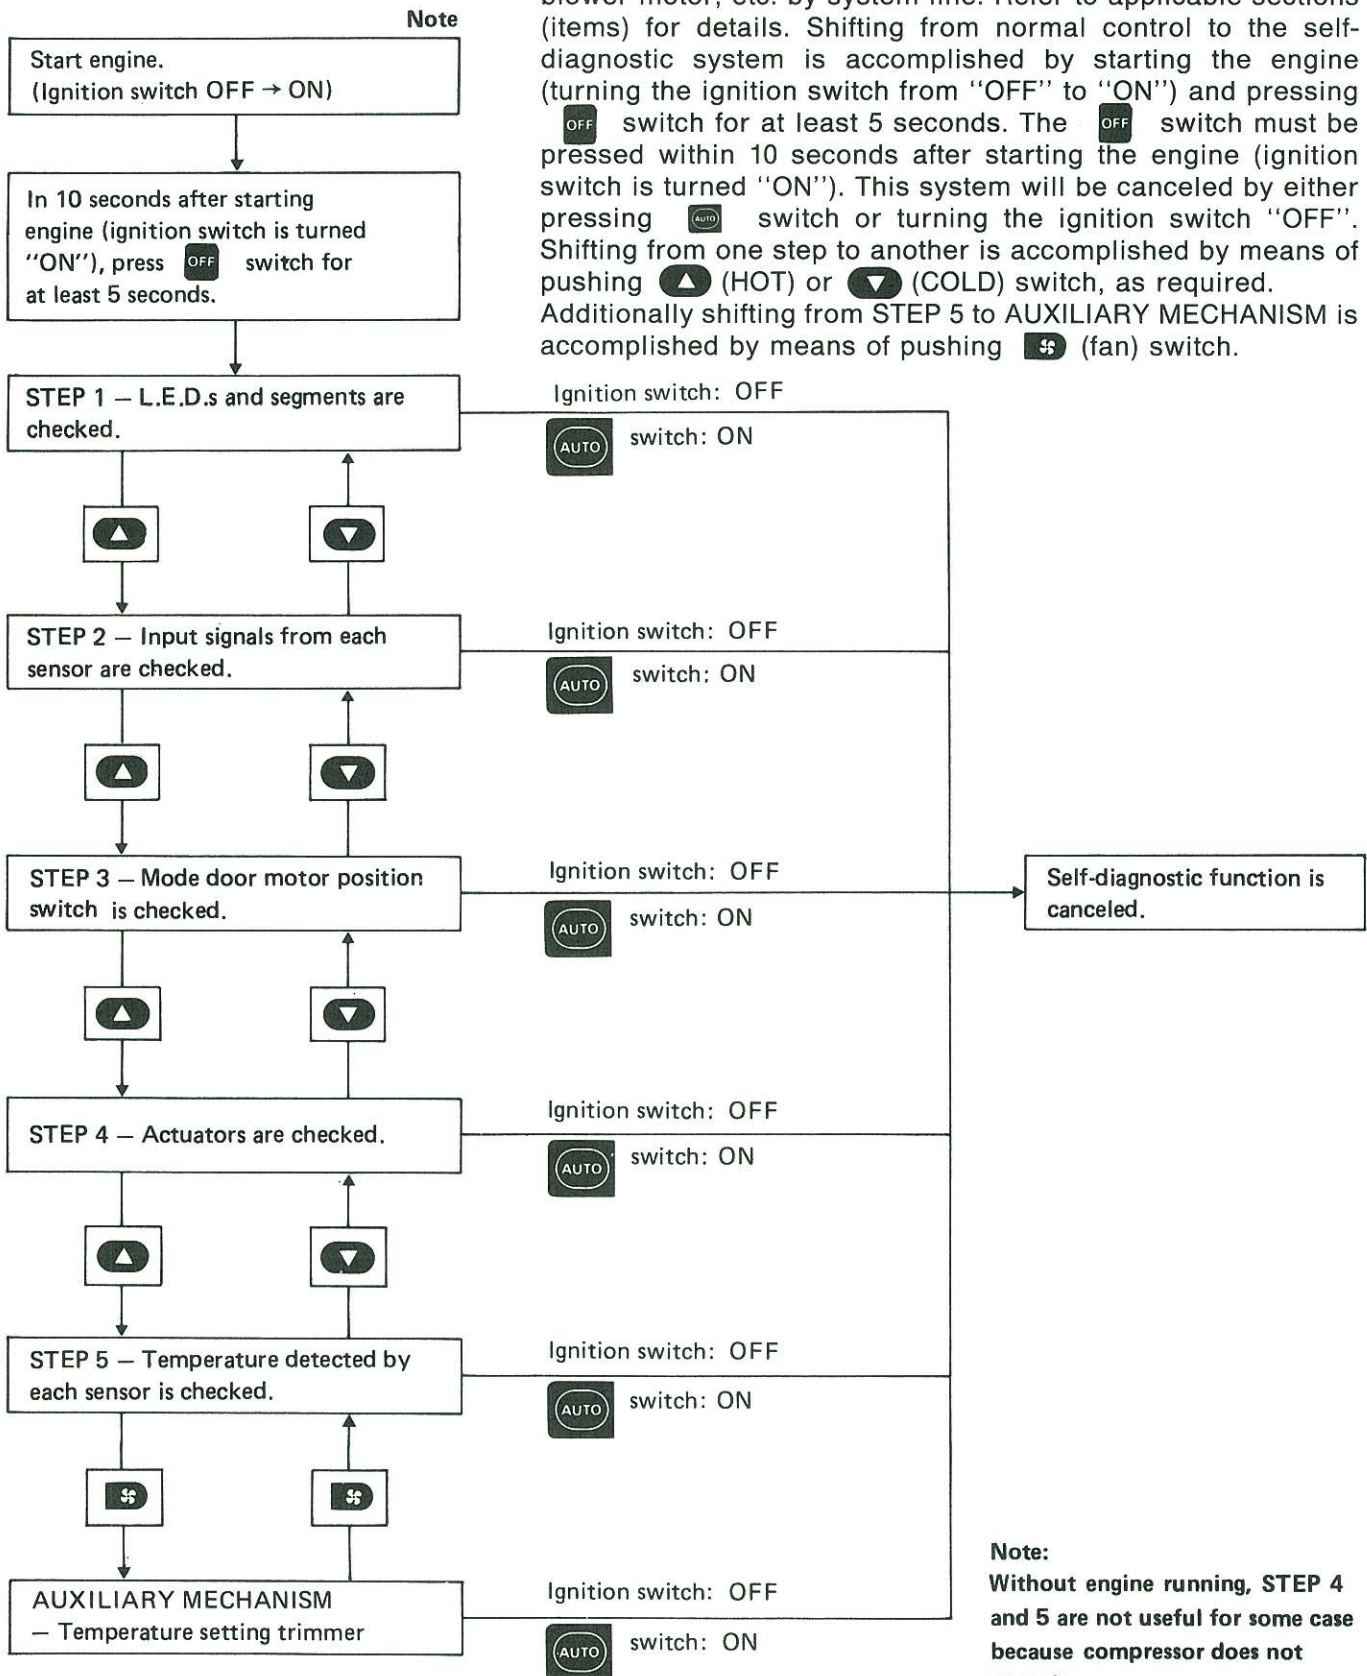 Note
Start engine.
(Ignition switch OFF → ON)
In 10 seconds after starting
engine (ignition switch is turned
"ON"), press OFF switch for
at least 5 seconds.
blower motor, etc. by system line. Refer to applicable sections
(items) for details. Shifting from normal control to the self-
diagnostic system is accomplished by starting the engine
(turning the ignition switch from "OFF" to "ON") and pressing
OFF switch for at least 5 seconds. The OFF switch must be
pressed within 10 seconds after starting the engine (ignition
switch is turned "ON"). This system will be canceled by either
pressing AUTO switch or turning the ignition switch "OFF".
Shifting from one step to another is accomplished by means of
pushing (HOT) or (COLD) switch, as required.
Additionally shifting from STEP 5 to AUXILIARY MECHANISM is
accomplished by means of pushing (fan) switch.
STEP 1 — L.E.D.s and segments are
checked.
Ignition switch: OFF
AUTO switch: ON
STEP 2 — Input signals from each
sensor are checked.
Ignition switch: OFF
AUTO switch: ON
STEP 3 — Mode door motor position
switch is checked.
Ignition switch: OFF
AUTO switch: ON
Self-diagnostic function is
canceled.
STEP 4 — Actuators are checked.
Ignition switch: OFF
AUTO switch: ON
STEP 5 — Temperature detected by
each sensor is checked.
Ignition switch: OFF
AUTO switch: ON
AUXILIARY MECHANISM
— Temperature setting trimmer
Ignition switch: OFF
AUTO switch: ON
Note:
Without engine running, STEP 4
and 5 are not useful for some case
because compressor does not